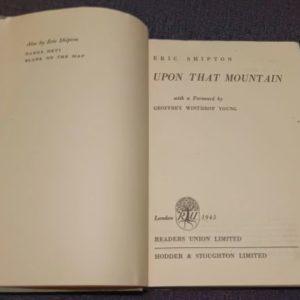 Also by Eric Shipton
NANDA DEVI
BLANK ON THE MAP
ERIC SHIPTON
UPON THAT MOUNTAIN
with a Foreword by
GEOFFREY WINTHROP YOUNG
London 1945
RU
READERS UNION LIMITED
HODDER & STOUGHTON LIMITED